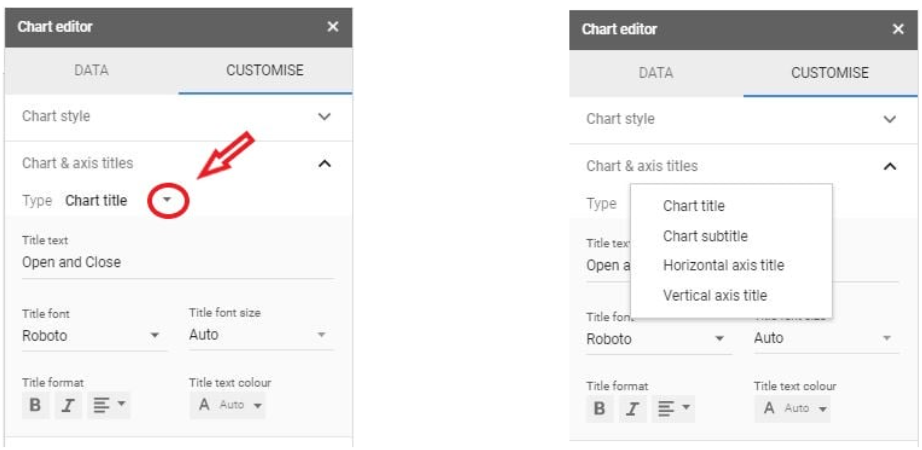 Chart editor ×
DATA CUSTOMISE
Chart style
Chart & axis titles
Type Chart title
Title text
Open and Close
Title font Title font size
Roboto Auto
Title format Title text colour
B I A Auto
Chart editor ×
DATA CUSTOMISE
Chart style
Chart & axis titles
Type
Chart title
Chart subtitle
Title tex
Open a
Horizontal axis title
Vertical axis title
Title font
Roboto Auto
Title format Title text colour
B I A Auto